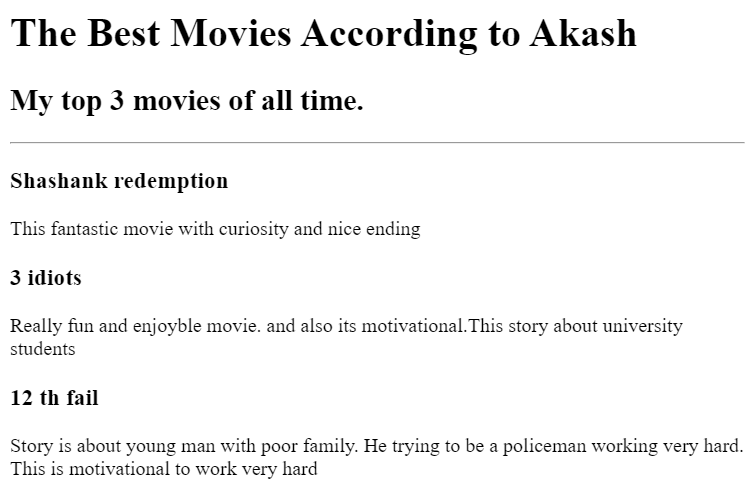 The Best Movies According to Akash
My top 3 movies of all time.
Shashank redemption
This fantastic movie with curiosity and nice ending
3 idiots
Really fun and enjoyble movie. and also its motivational.This story about university
students
12 th fail
Story is about young man with poor family. He trying to be a policeman working very hard.
This is motivational to work very hard